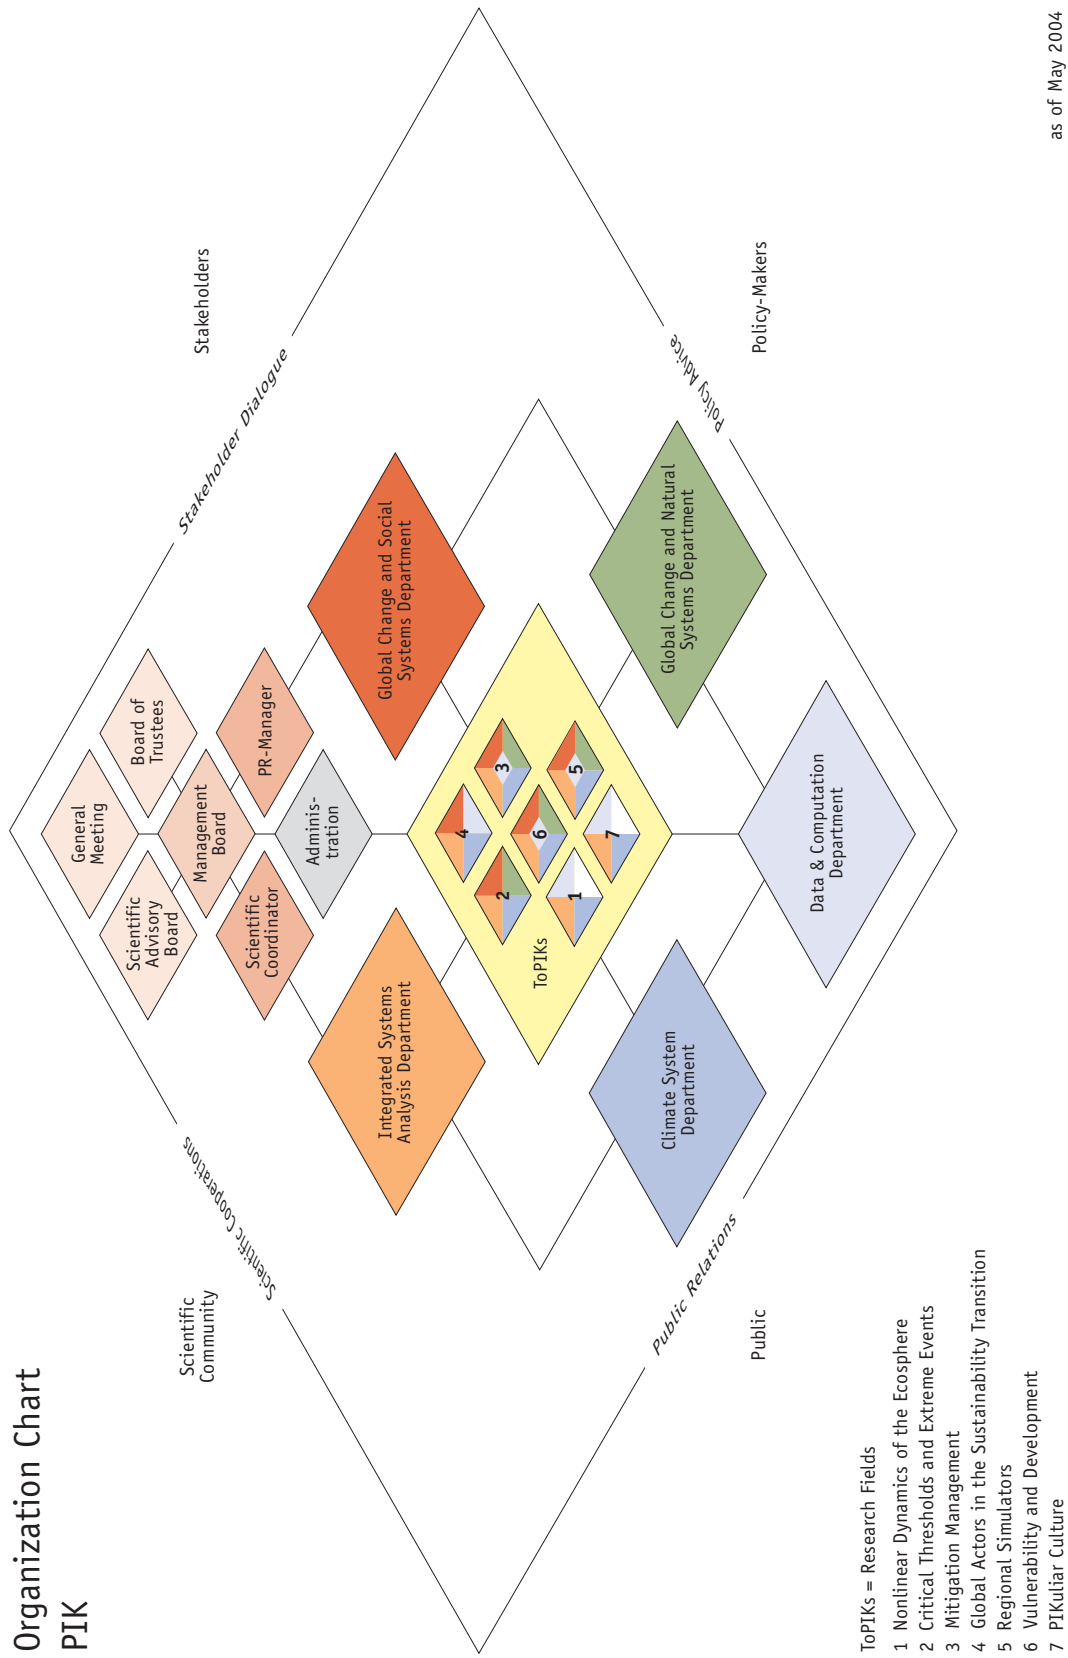 Organization Chart
PIK
Scientific
Community
Stakeholders
Scientific Cooperations
Stakeholder Dialogue
General
Meeting
Scientific
Advisory
Board
Board of
Trustees
Management
Board
Scientific
Coordinator
PR-Manager
Adminis-
tration
Integrated Systems
Analysis Department
Global Change and Social
Systems Department
ToPIKs
4
2
3
6
1
5
7
Climate System
Department
Global Change and Natural
Systems Department
Data & Computation
Department
Public Relations
Policy Advice
Public
Policy-Makers
ToPIKs = Research Fields
1 Nonlinear Dynamics of the Ecosphere
2 Critical Thresholds and Extreme Events
3 Mitigation Management
4 Global Actors in the Sustainability Transition
5 Regional Simulators
6 Vulnerability and Development
7 PIKuliar Culture
as of May 2004